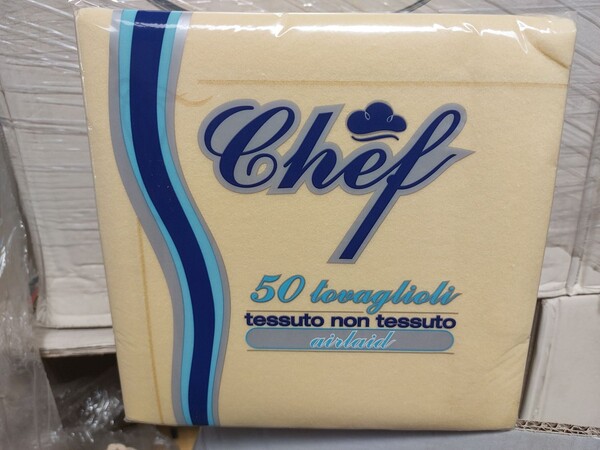 Chef
50 tovaglioli
tessuto non tessuto
airlaid